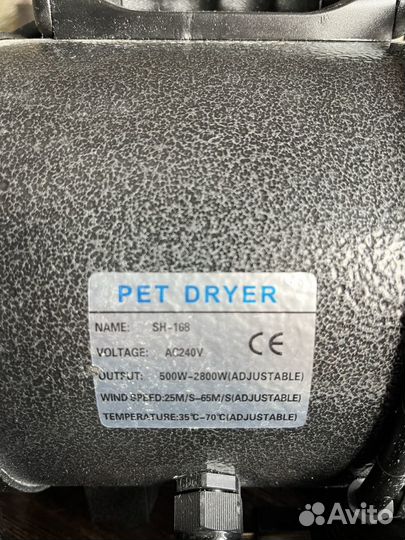 PET DRYER
NAME: SH-168
VOLTAGE: AC240V
CE
OUTPUT: 500W-2800W(ADJUSTABLE)
WIND SPEED:25M/S-65M/S(ADJUSTABLE)
TEMPERATURE:35℃-70℃(ADJUSTABLE)
Avito